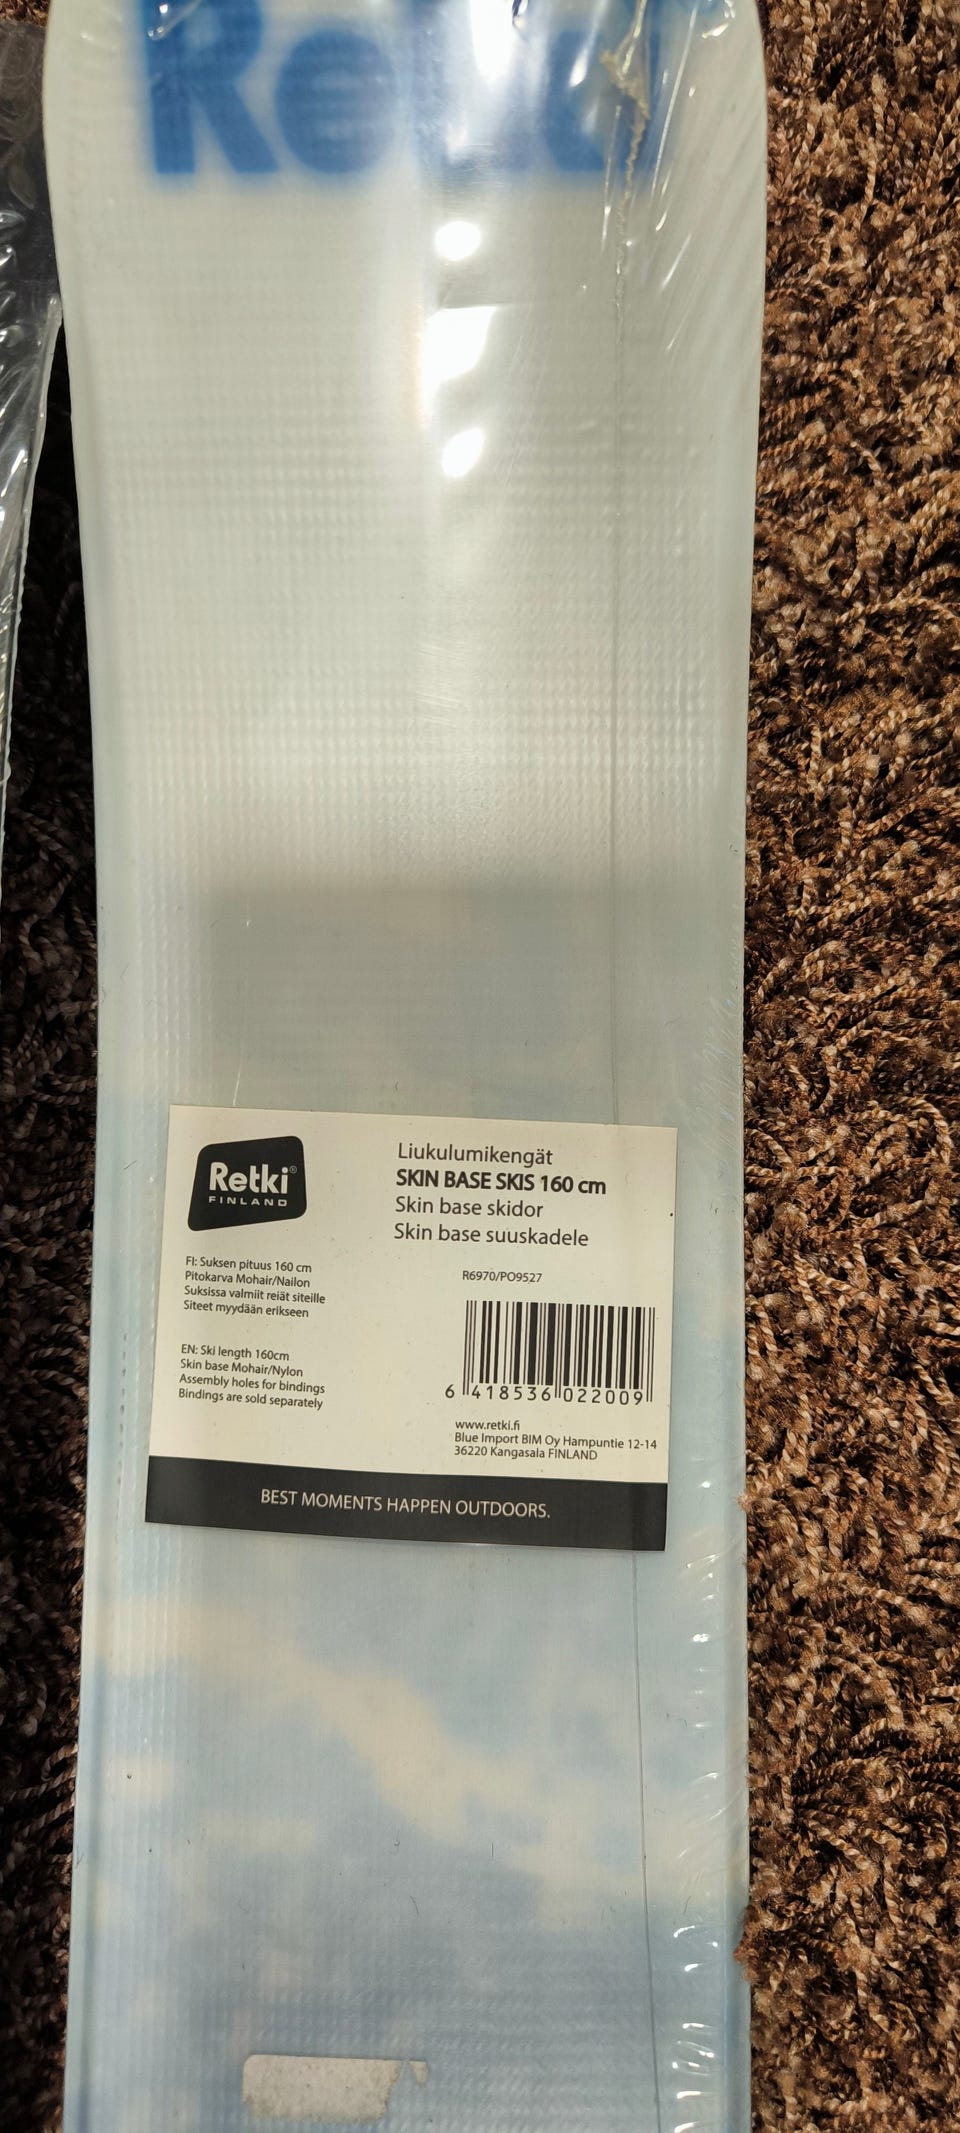 Retki
Retki®
FINLAND
Liukulumikengät
SKIN BASE SKIS 160 cm
Skin base skidor
Skin base suuskadele
FI: Suksen pituus 160 cm
Pitokarva Mohair/Nailon
Suksissa valmiit reiät siteille
Siteet myydään erikseen
R6970/PO9527
EN: Ski length 160cm
Skin base Mohair/Nylon
Assembly holes for bindings
Bindings are sold separately
6 418536 022009
www.retki.fi
Blue Import BIM Oy Hampuntie 12-14
36220 Kangasala FINLAND
BEST MOMENTS HAPPEN OUTDOORS.